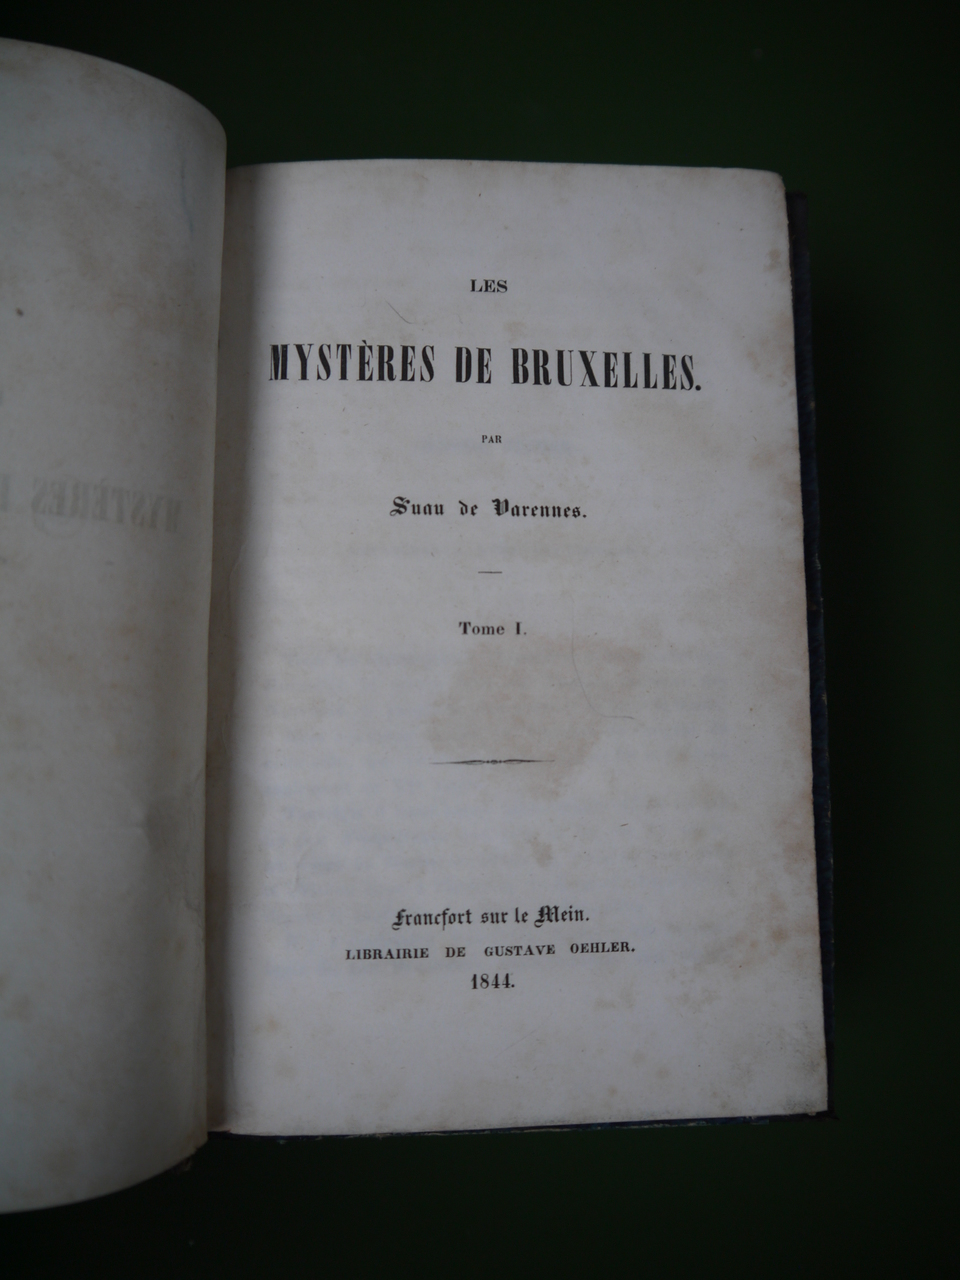 LES
MYSTÈRES DE BRUXELLES.
PAR
Suau de Varennes.
Tome I.
Francfort sur le Mein.
LIBRAIRIE DE GUSTAVE OEHLER.
1844.